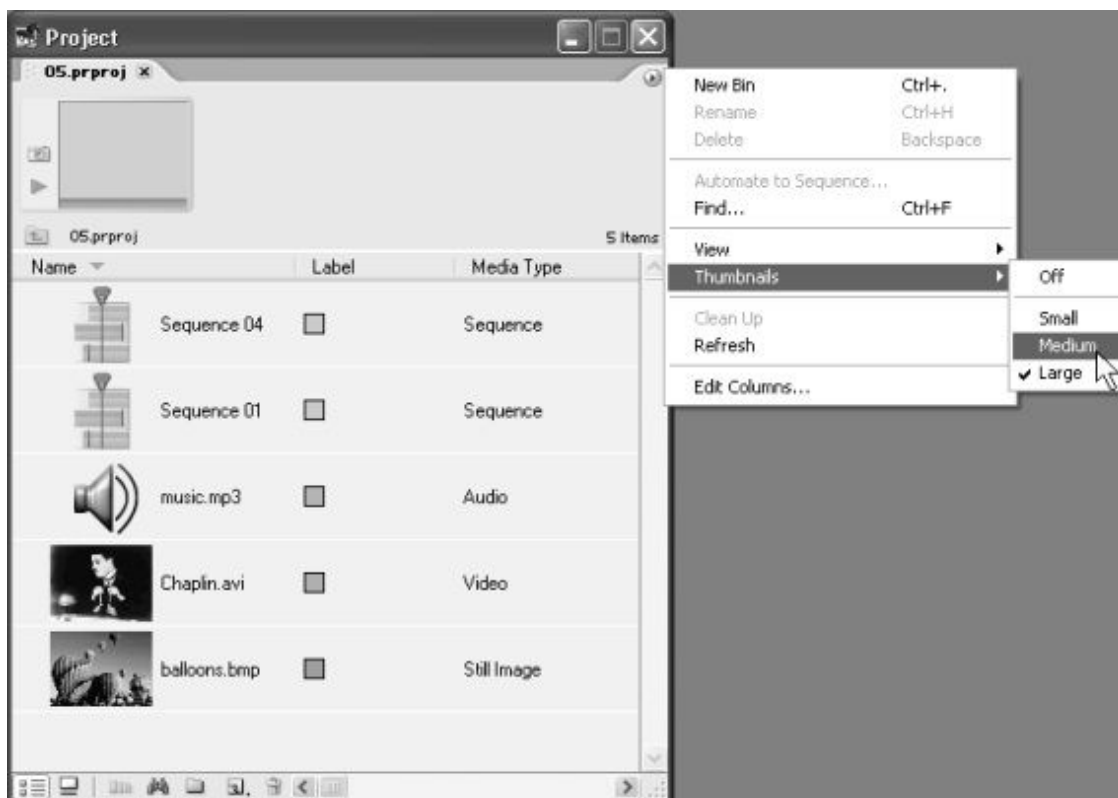 Project
05.prproj
05.prproj
5 Items
Name Label Media Type
Sequence 04 Sequence
Sequence 01 Sequence
music.mp3 Audio
Chaplin.avi Video
balloons.bmp Still Image
New Bin Ctrl+.
Rename Ctrl+H
Delete Backspace
Automate to Sequence...
Find... Ctrl+F
View
Thumbnails
Clean Up
Refresh
Edit Columns...
Off
Small
Medium
Large